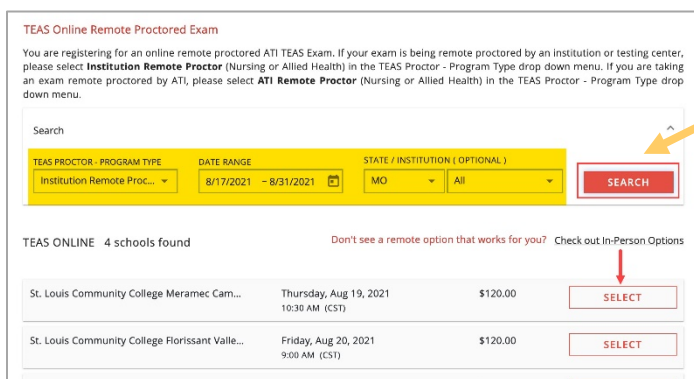 TEAS Online Remote Proctored Exam
You are registering for an online remote proctored ATI TEAS Exam. If your exam is being remote proctored by an institution or testing center,
please select Institution Remote Proctor (Nursing or Allied Health) in the TEAS Proctor - Program Type drop down menu. If you are taking
an exam remote proctored by ATI, please select ATI Remote Proctor (Nursing or Allied Health) in the TEAS Proctor - Program Type drop
down menu.
Search
TEAS PROCTOR - PROGRAM TYPE DATE RANGE STATE / INSTITUTION ( OPTIONAL )
Institution Remote Proc... 8/17/2021 – 8/31/2021 MO All SEARCH
TEAS ONLINE 4 schools found Don't see a remote option that works for you? Check out In-Person Options
St. Louis Community College Meramec Cam... Thursday, Aug 19, 2021 $120.00 SELECT
10:30 AM (CST)
St. Louis Community College Florissant Valle... Friday, Aug 20, 2021 $120.00 SELECT
9:00 AM (CST)